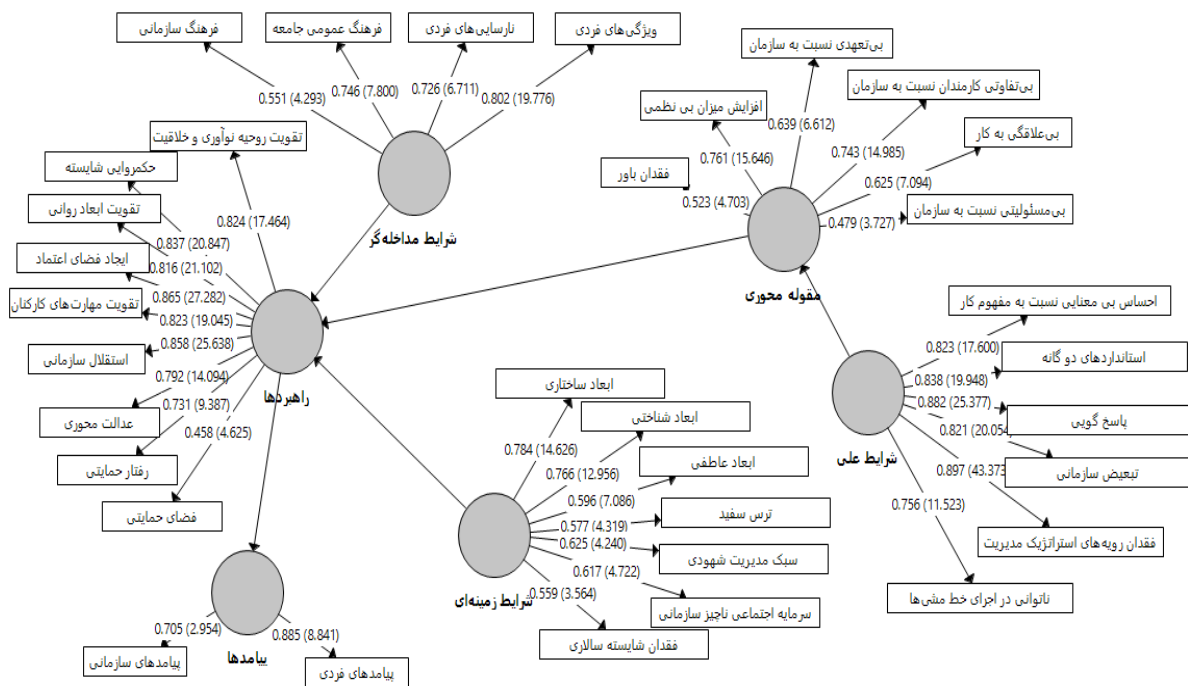 فرهنگ سازمانی
فرهنگ عمومی جامعه
نارسایی‌های فردی
ویژگی‌های فردی
0.551 (4.293)
0.746 (7.800)
0.726 (6.711)
0.802 (19.776)
شرایط مداخله‌گر
بی‌تعهدی نسبت به سازمان
بی‌تفاوتی کارمندان نسبت به سازمان
افزایش میزان بی نظمی
بی‌علاقگی به کار
فقدان باور
بی‌مسئولیتی نسبت به سازمان
0.639 (6.612)
0.743 (14.985)
0.761 (15.646)
0.625 (7.094)
0.523 (4.703)
0.479 (3.727)
مقوله محوری
تقویت روحیه نوآوری و خلاقیت
حکمروایی شایسته
تقویت ابعاد روانی
ایجاد فضای اعتماد
تقویت مهارت‌های کارکنان
استقلال سازمانی
عدالت محوری
رفتار حمایتی
فضای حمایتی
0.824 (17.464)
0.837 (20.847)
0.816 (21.102)
0.865 (27.282)
0.823 (19.045)
0.858 (25.638)
0.792 (14.094)
0.731 (9.387)
0.458 (4.625)
راهبردها
احساس بی معنایی نسبت به مفهوم کار
استانداردهای دو گانه
پاسخ گویی
تبعیض سازمانی
فقدان رویه‌های استراتژیک مدیریت
ناتوانی در اجرای خط مشی‌ها
0.823 (17.600)
0.838 (19.948)
0.882 (25.377)
0.821 (20.054)
0.897 (43.373)
0.756 (11.523)
شرایط علی
ابعاد ساختاری
ابعاد شناختی
ابعاد عاطفی
ترس سفید
سبک مدیریت شهودی
سرمایه اجتماعی ناچیز سازمانی
فقدان شایسته سالاری
0.784 (14.626)
0.766 (12.956)
0.596 (7.086)
0.577 (4.319)
0.625 (4.240)
0.617 (4.722)
0.559 (3.564)
شرایط زمینه‌ای
پیامدها
0.705 (2.954)
0.885 (8.841)
پیامدهای سازمانی
پیامدهای فردی